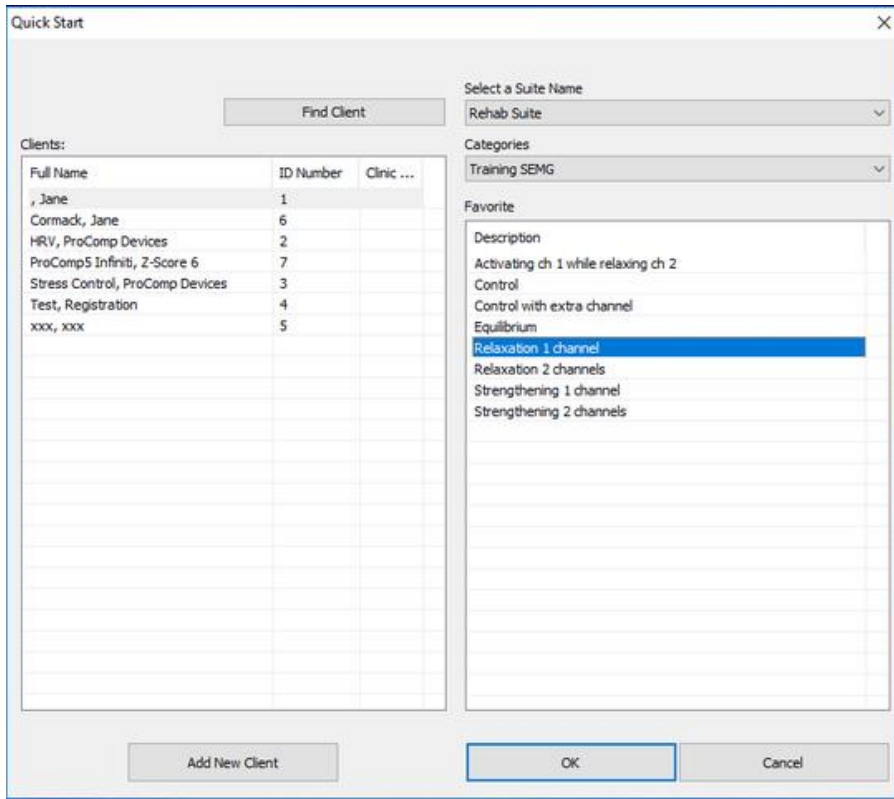 Quick Start
Find Client
Clients:
Full Name ID Number Clinic ...
, Jane 1
Cormack, Jane 6
HRV, ProComp Devices 2
ProComp5 Infiniti, Z-Score 6 7
Stress Control, ProComp Devices 3
Test, Registration 4
xxx, xxx 5
Add New Client
Select a Suite Name
Rehab Suite
Categories
Training SEMG
Favorite
Description
Activating ch 1 while relaxing ch 2
Control
Control with extra channel
Equilibrium
Relaxation 1 channel
Relaxation 2 channels
Strengthening 1 channel
Strengthening 2 channels
OK Cancel